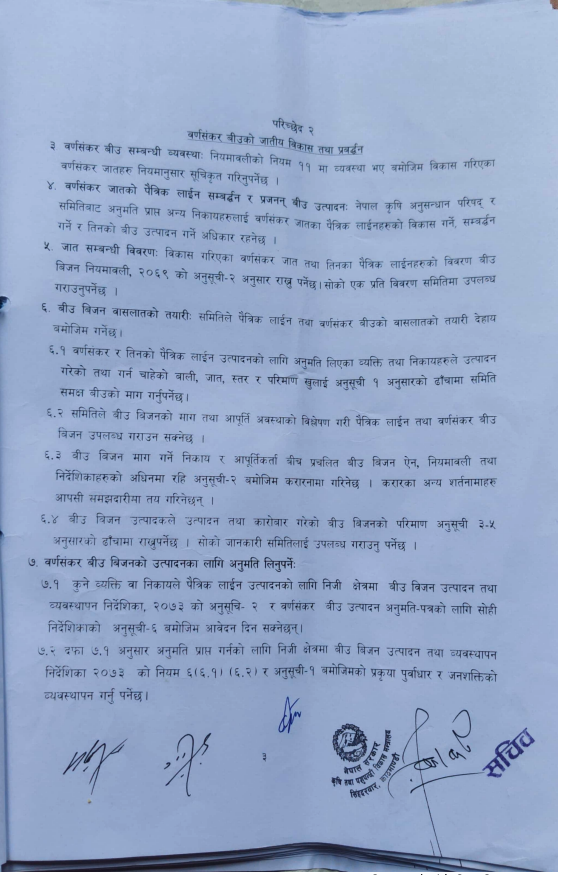 परिच्छेद २
वर्णसंकर बीउको जातीय विकास तथा प्रवर्द्धन
३ वर्णसंकर बीउ सम्बन्धी व्यवस्थाः नियमावलीको नियम ११ मा व्यवस्था भए बमोजिम विकास गरिएका
वर्णसंकर जातहरु नियमानुसार सूचिकृत गरिनुपर्नेछ ।
४. वर्णसंकर जातको पैत्रिक लाईन सम्बर्द्धन र प्रजनन् बीउ उत्पादनः नेपाल कृषि अनुसन्धान परिषद् र
समितिबाट अनुमति प्राप्त अन्य निकायहरुलाई वर्णसंकर जातका पैत्रिक लाईनहरुको विकास गर्ने, सम्बर्द्धन
गर्ने र तिनको बीउ उत्पादन गर्ने अधिकार रहनेछ ।
५. जात सम्बन्धी विवरणः विकास गरिएका वर्णसंकर जात तथा तिनका पैत्रिक लाईनहरुको विवरण बीउ
बिजन नियमावली, २०६९ को अनुसूची-२ अनुसार राख्नु पर्नेछ। सोको एक प्रति विवरण समितिमा उपलब्ध
गराउनुपर्नेछ ।
६. बीउ बिजन वासलातको तयारीः समितिले पैत्रिक लाईन तथा वर्णसंकर बीउको वासलातको तयारी देहाय
बमोजिम गर्नेछ।
६.१ वर्णसंकर र तिनको पैत्रिक लाईन उत्पादनको लागि अनुमति लिएका व्यक्ति तथा निकायहरुले उत्पादन
गरेको तथा गर्न चाहेको बाली, जात, स्तर र परिमाण खुलाई अनुसूची १ अनुसारको ढाँचामा समिति
समक्ष बीउको माग गर्नुपर्नेछ।
६.२ समितिले बीउ बिजनको माग तथा आपूर्ति अवस्थाको विश्लेषण गरी पैत्रिक लाईन तथा वर्णसंकर बीउ
बिजन उपलब्ध गराउन सक्नेछ ।
६.३ बीउ बिजन माग गर्ने निकाय र आपूर्तिकर्ता बीच प्रचलित बीउ बिजन ऐन, नियमावली तथा
निर्देशिकाहरुको अधिनमा रहि अनुसूची-२ बमोजिम करारनामा गरिनेछ । करारका अन्य शर्तनामाहरु
आपसी समझदारीमा तय गरिनेछन् ।
६.४ बीउ बिजन उत्पादकले उत्पादन तथा कारोबार गरेको बीउ बिजनको परिमाण अनुसूची ३-५
अनुसारको ढाँचामा राख्नुपर्नेछ । सोको जानकारी समितिलाई उपलब्ध गराउनु पर्नेछ ।
७. वर्णसंकर बीउ बिजनको उत्पादनका लागि अनुमति लिनुपर्नेः
७.१ कुने व्यक्ति वा निकायले पैत्रिक लाईन उत्पादनको लागि निजी क्षेत्रमा बीउ बिजन उत्पादन तथा
व्यवस्थापन निर्देशिका, २०७३ को अनुसूचि- २ र वर्णसंकर बीउ उत्पादन अनुमति-पत्रको लागि सोही
निर्देशिकाको अनुसूची-६ बमोजिम आवेदन दिन सक्नेछन्।
७.२ दफा ७.१ अनुसार अनुमति प्राप्त गर्नको लागि निजी क्षेत्रमा बीउ बिजन उत्पादन तथा व्यवस्थापन
निर्देशिका २०७३ को नियम ६(६.१) (६.२) र अनुसूची-१ बमोजिमको प्रकृया पुर्वाधार र जनशक्तिको
व्यवस्थापन गर्नु पर्नेछ।
३
नेपाल सरकार
कृषि तथा पशुपन्छी विकास मन्त्रालय
सिंहदरबार, काठमाण्डौ
सचिव